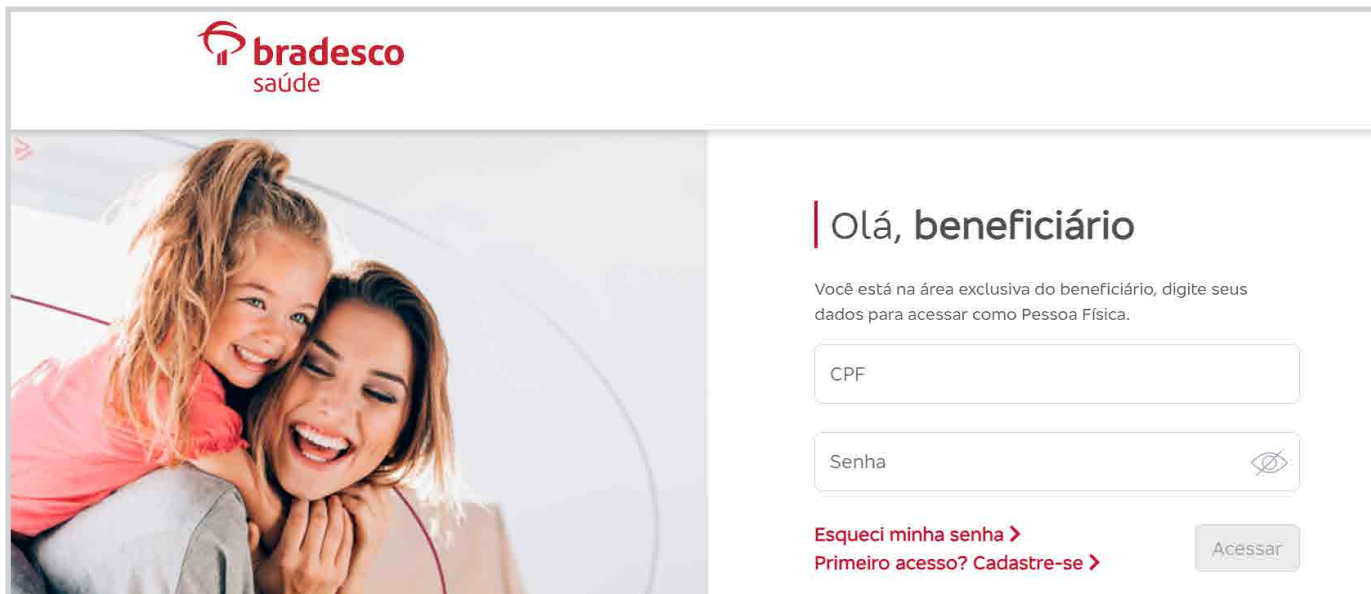 bradesco
saúde
Olá, beneficiário
Você está na área exclusiva do beneficiário, digite seus
dados para acessar como Pessoa Física.
CPF
Senha
Esqueci minha senha
Primeiro acesso? Cadastre-se
Acessar